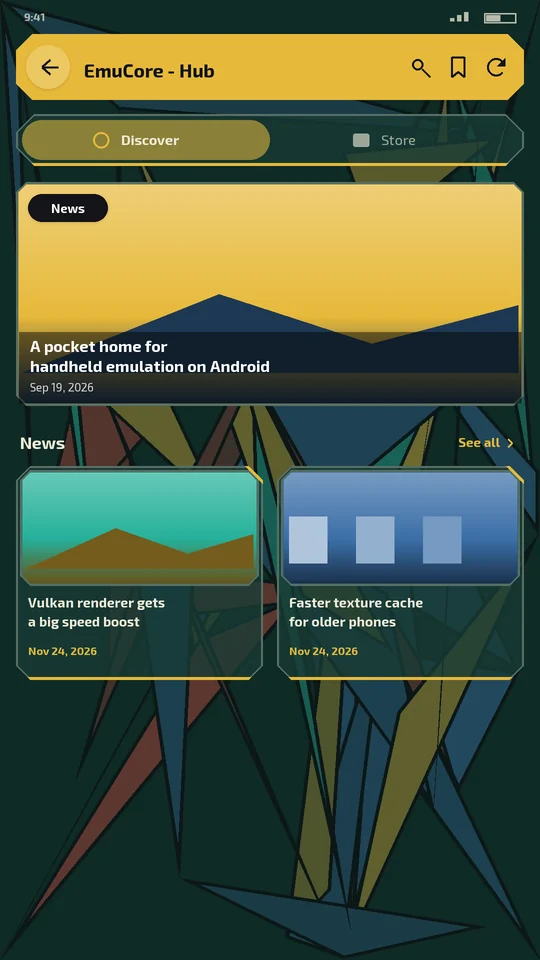 9:41
EmuCore - Hub
Discover
Store
News
A pocket home for
handheld emulation on Android
Sep 19, 2026
News
See all
Vulkan renderer gets
a big speed boost
Nov 24, 2026
Faster texture cache
for older phones
Nov 24, 2026